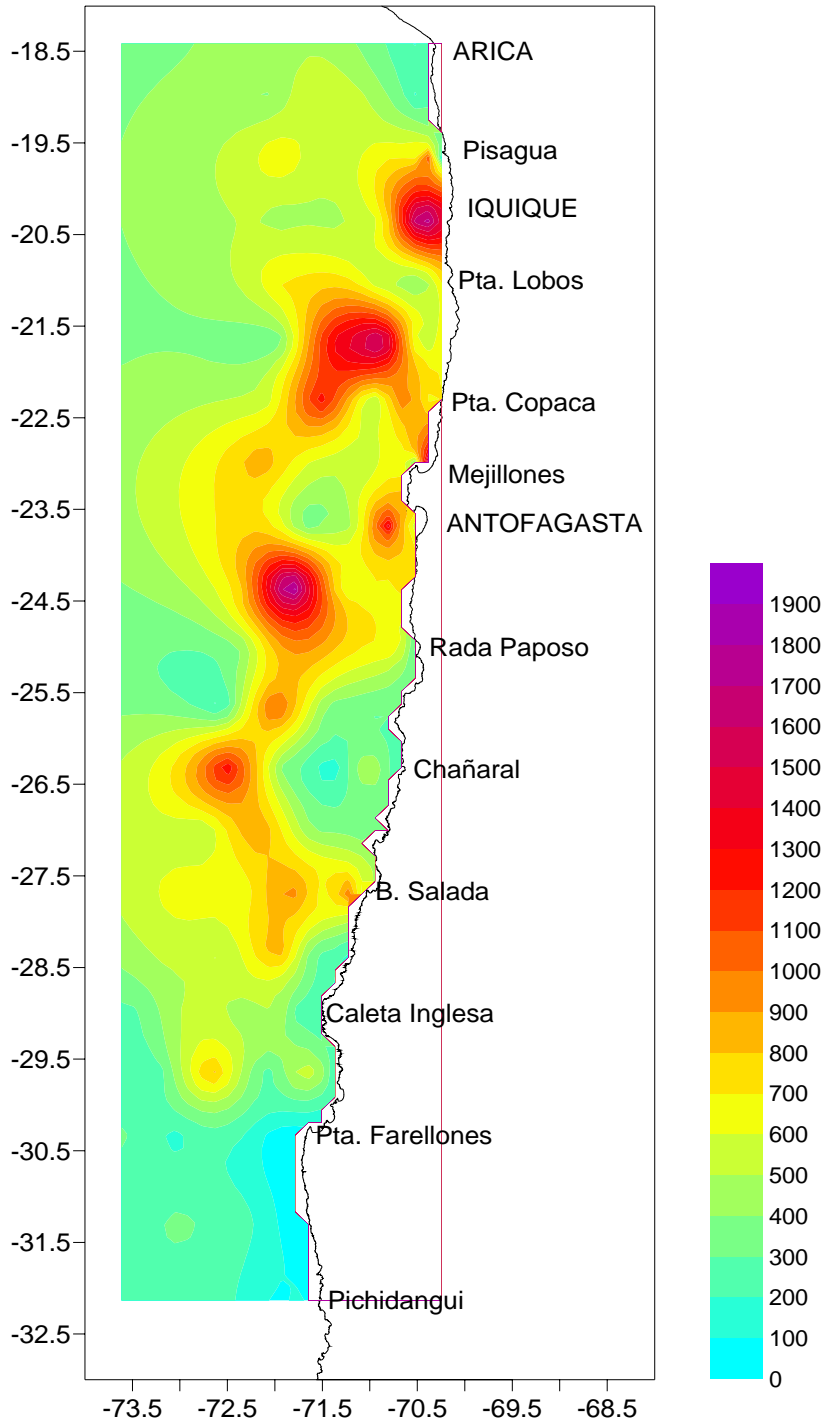 -18.5
ARICA
-19.5
Pisagua
-20.5
IQUIQUE
Pta. Lobos
-21.5
Pta. Copaca
-22.5
Mejillones
-23.5
ANTOFAGASTA
-24.5
Rada Paposo
-25.5
Chañaral
-26.5
-27.5
B. Salada
-28.5
Caleta Inglesa
-29.5
Pta. Farellones
-30.5
-31.5
Pichidangui
-32.5
-73.5 -72.5 -71.5 -70.5 -69.5 -68.5
1900
1800
1700
1600
1500
1400
1300
1200
1100
1000
900
800
700
600
500
400
300
200
100
0